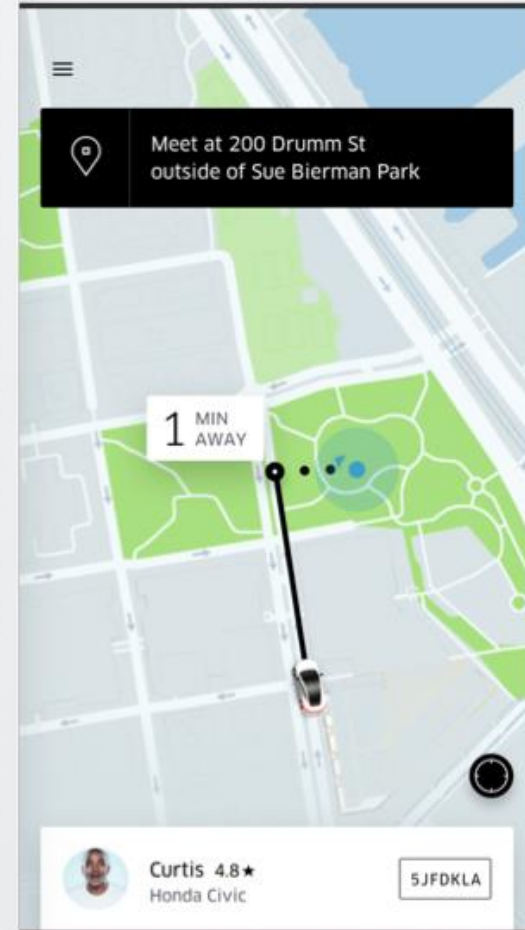 Meet at 200 Drumm St
outside of Sue Bierman Park
1 MIN
AWAY
Curtis 4.8★
Honda Civic
5JFDKLA